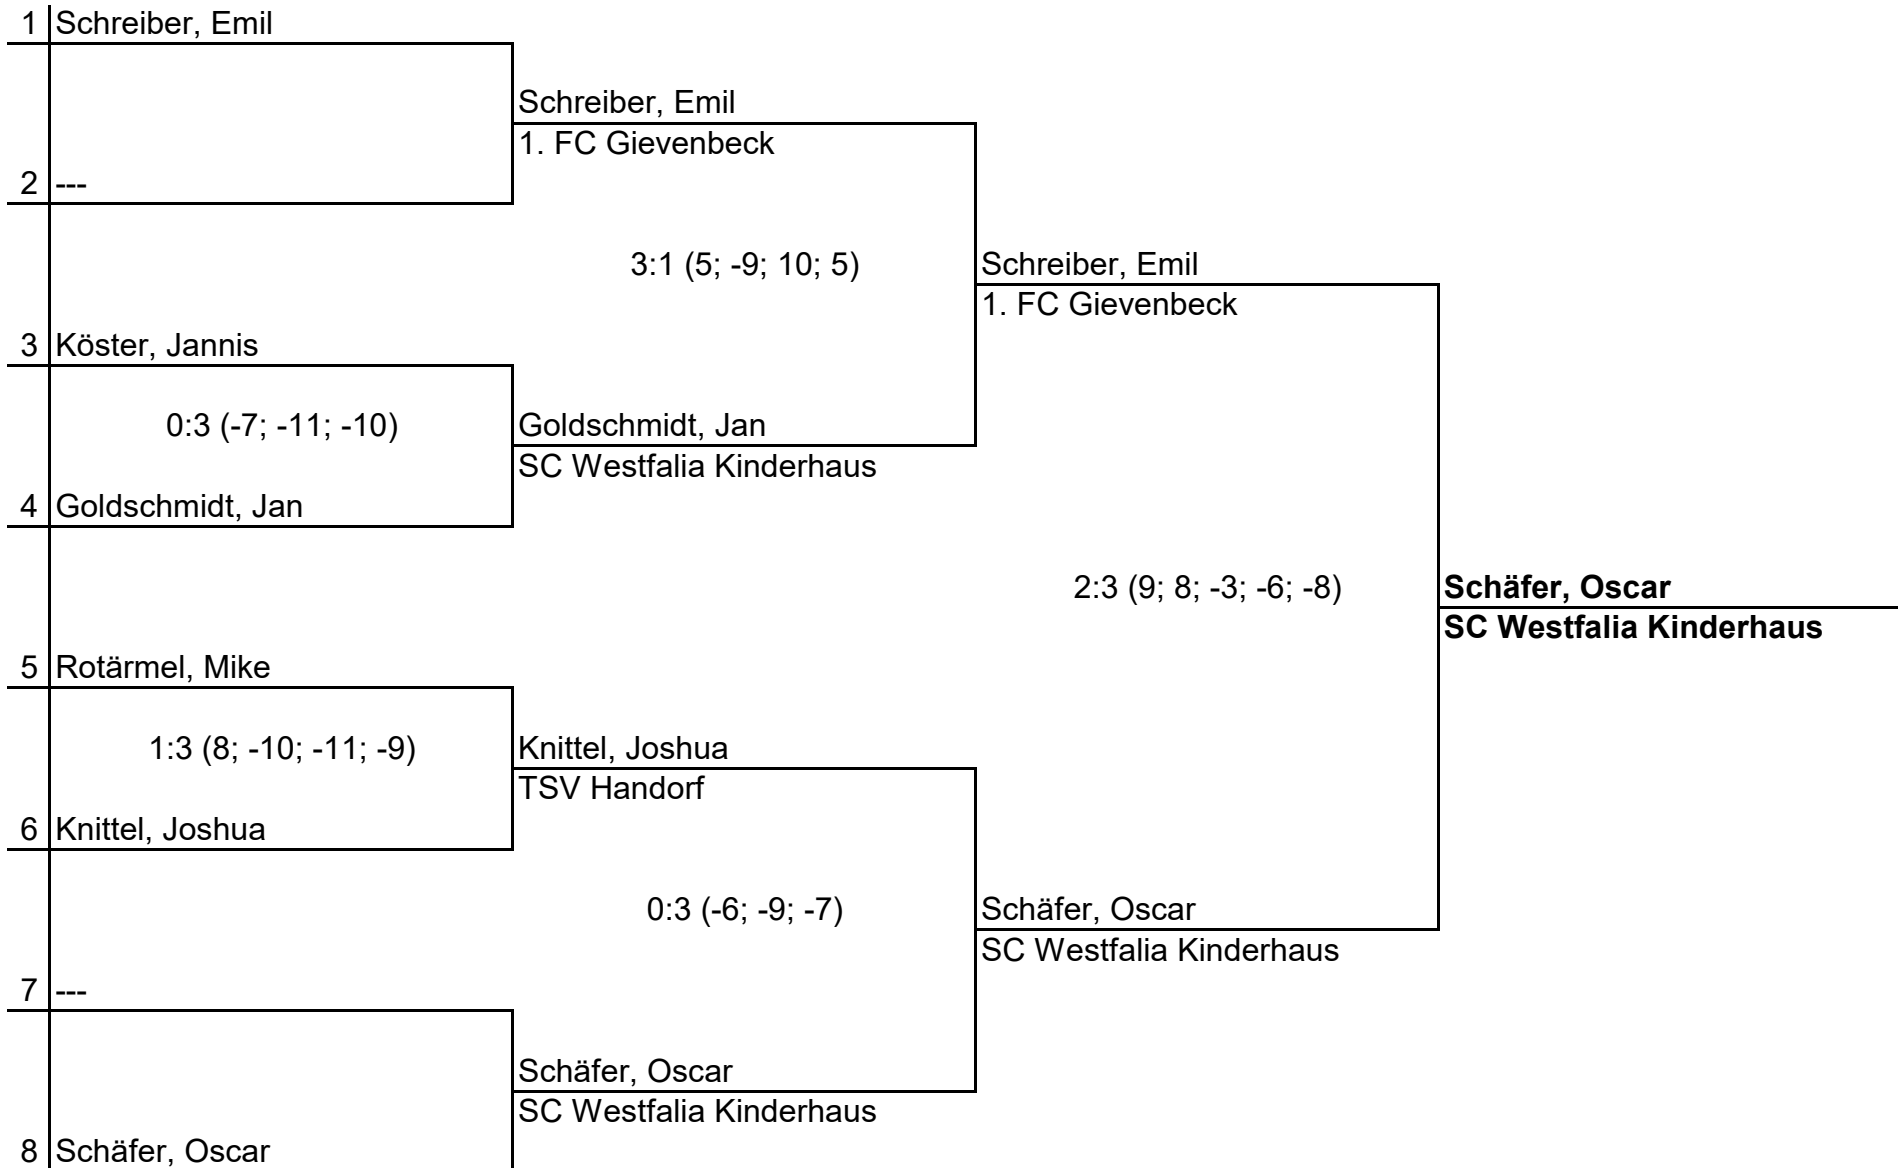 1 Schreiber, Emil
Schreiber, Emil
1. FC Gievenbeck
2 ---
3:1 (5; -9; 10; 5)
Schreiber, Emil
1. FC Gievenbeck
3 Köster, Jannis
0:3 (-7; -11; -10)
Goldschmidt, Jan
SC Westfalia Kinderhaus
4 Goldschmidt, Jan
2:3 (9; 8; -3; -6; -8)
Schäfer, Oscar
SC Westfalia Kinderhaus
5 Rotärmel, Mike
1:3 (8; -10; -11; -9)
Knittel, Joshua
TSV Handorf
6 Knittel, Joshua
0:3 (-6; -9; -7)
Schäfer, Oscar
SC Westfalia Kinderhaus
7 ---
Schäfer, Oscar
SC Westfalia Kinderhaus
8 Schäfer, Oscar